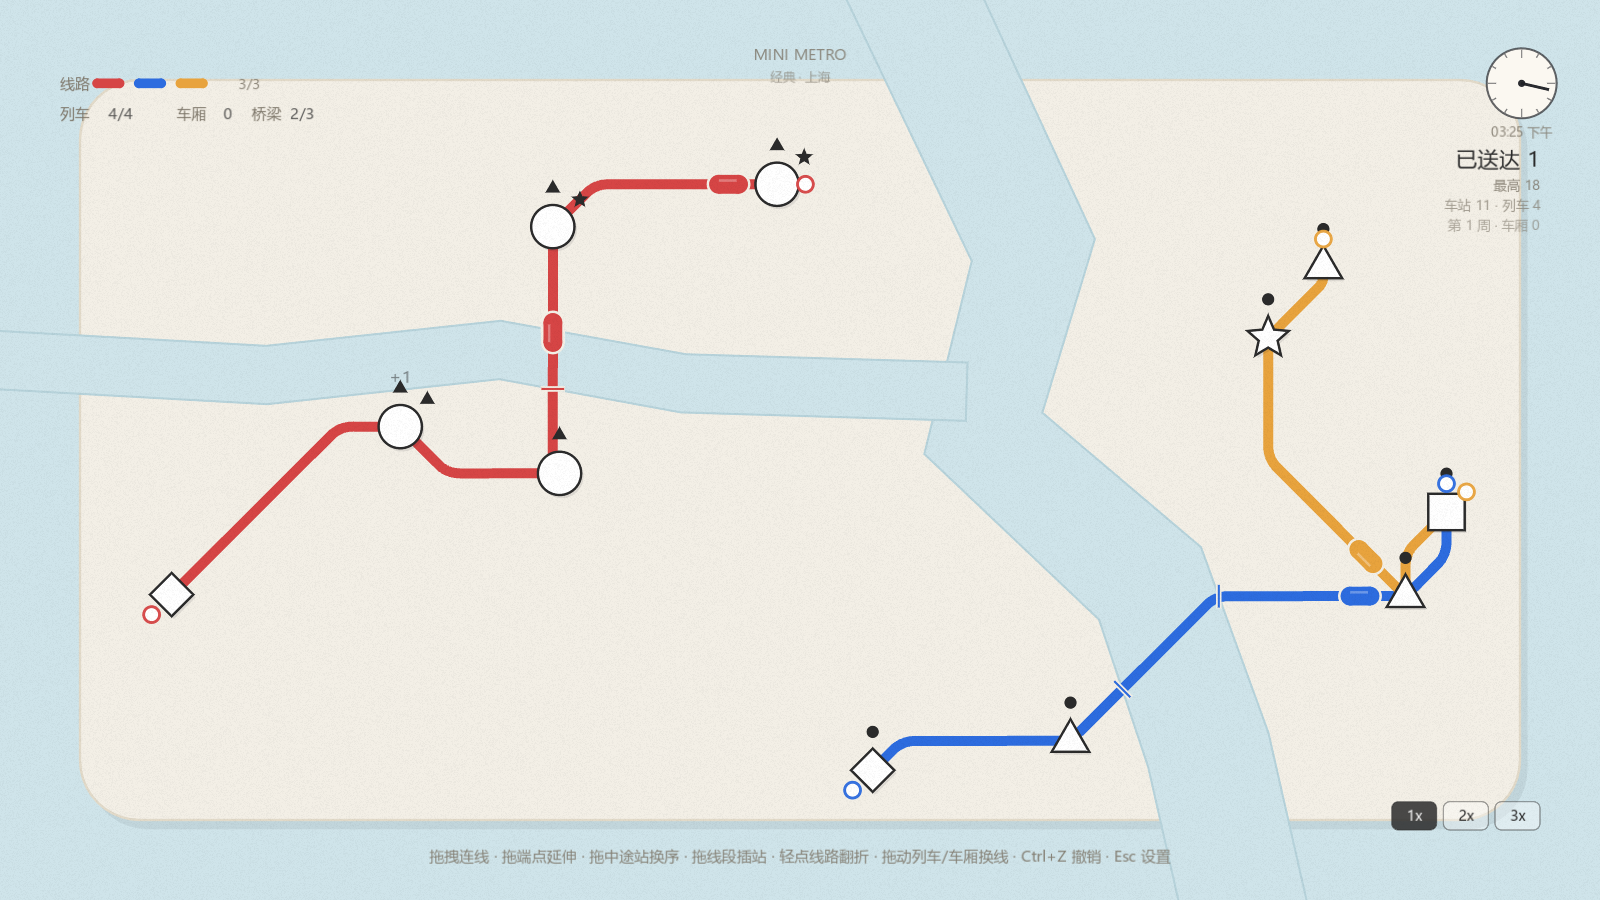 MINI METRO
经典 · 上海
线路 3/3
列车 4/4 车厢 0 桥梁 2/3
03:25 下午
已送达 1
最高 18
车站 11 · 列车 4
第 1 周 · 车厢 0
+1
1x 2x 3x
拖拽连线 · 拖端点延伸 · 拖中途站换序 · 拖线段插站 · 轻点线路翻折 · 拖动列车/车厢换线 · Ctrl+Z 撤销 · Esc 设置